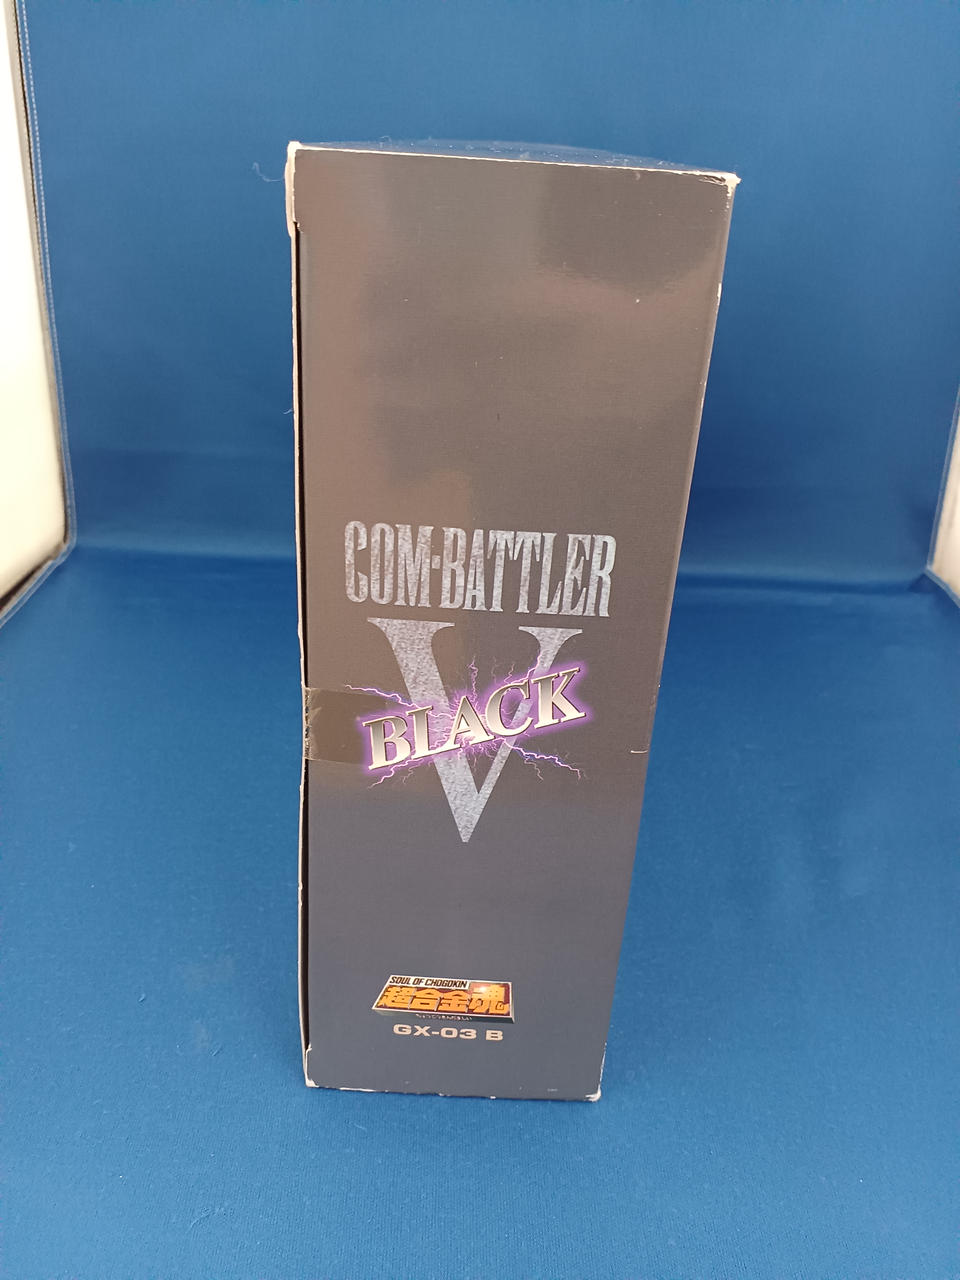 COM-BATTLER
V
BLACK
SOUL OF CHOGOKIN
超合金魂
GX-03 B